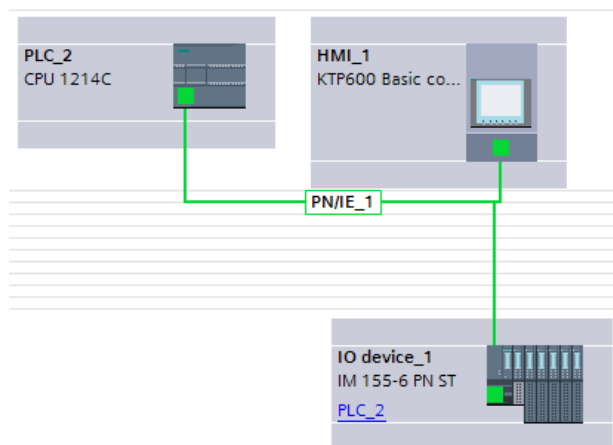 PLC_2
CPU 1214C
HMI_1
KTP600 Basic co...
PN/IE_1
IO device_1
IM 155-6 PN ST
PLC_2